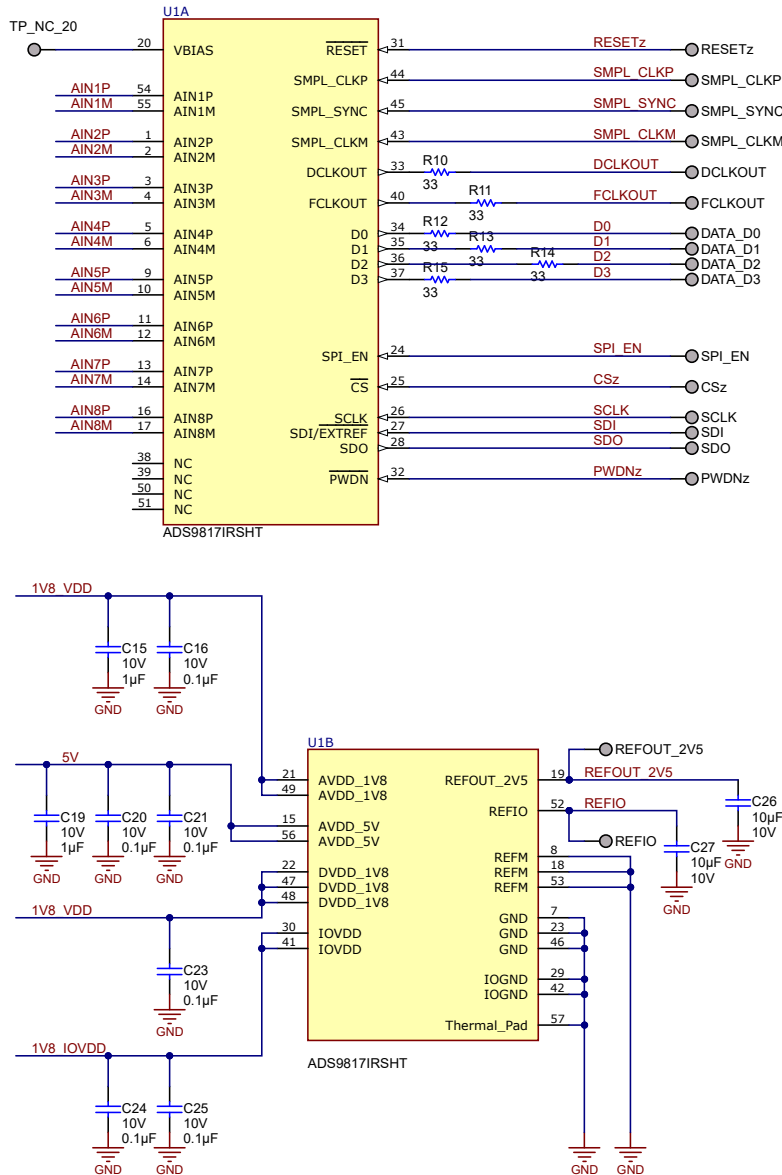 U1A
TP_NC_20
20 VBIAS
RESET 31 RESETz RESETz
SMPL_CLKP 44 SMPL_CLKP SMPL_CLKP
AIN1P 54 AIN1P
AIN1M 55 AIN1M
SMPL_SYNC 45 SMPL_SYNC SMPL_SYNC
AIN2P 1 AIN2P
AIN2M 2 AIN2M
SMPL_CLKM 43 SMPL_CLKM SMPL_CLKM
DCLKOUT 33 R10 33 DCLKOUT DCLKOUT
AIN3P 3 AIN3P
AIN3M 4 AIN3M
FCLKOUT 40 R11 33 FCLKOUT FCLKOUT
AIN4P 5 AIN4P
AIN4M 6 AIN4M
D0 34 R12 33 D0 DATA_D0
D1 35 R13 33 D1 DATA_D1
D2 36 R14 33 D2 DATA_D2
D3 37 R15 33 D3 DATA_D3
AIN5P 9 AIN5P
AIN5M 10 AIN5M
AIN6P 11 AIN6P
AIN6M 12 AIN6M
SPI_EN 24 SPI_EN SPI_EN
AIN7P 13 AIN7P
AIN7M 14 AIN7M
CS 25 CSz CSz
AIN8P 16 AIN8P
AIN8M 17 AIN8M
SCLK 26 SCLK SCLK
SDI/EXTREF 27 SDI SDI
SDO 28 SDO SDO
38 NC
39 NC
50 NC
51 NC
PWDN 32 PWDNz PWDNz
ADS9817IRSHT
1V8_VDD
C15 10V 1µF
C16 10V 0.1µF
GND GND
U1B
5V
C19 10V 1µF
C20 10V 0.1µF
C21 10V 0.1µF
GND GND GND
21 AVDD_1V8
49 AVDD_1V8
15 AVDD_5V
56 AVDD_5V
22 DVDD_1V8
47 DVDD_1V8
48 DVDD_1V8
30 IOVDD
41 IOVDD
REFOUT_2V5 19 REFOUT_2V5
REFOUT_2V5
REFIO 52 REFIO
REFIO
C26 10µF 10V
GND
C27 10µF 10V
GND
REFM 8
REFM 18
REFM 53
GND 7
GND 23
GND 46
IOGND 29
IOGND 42
Thermal_Pad 57
ADS9817IRSHT
1V8_VDD
C23 10V 0.1µF
GND
1V8_IOVDD
C24 10V 0.1µF
C25 10V 0.1µF
GND GND GND GND